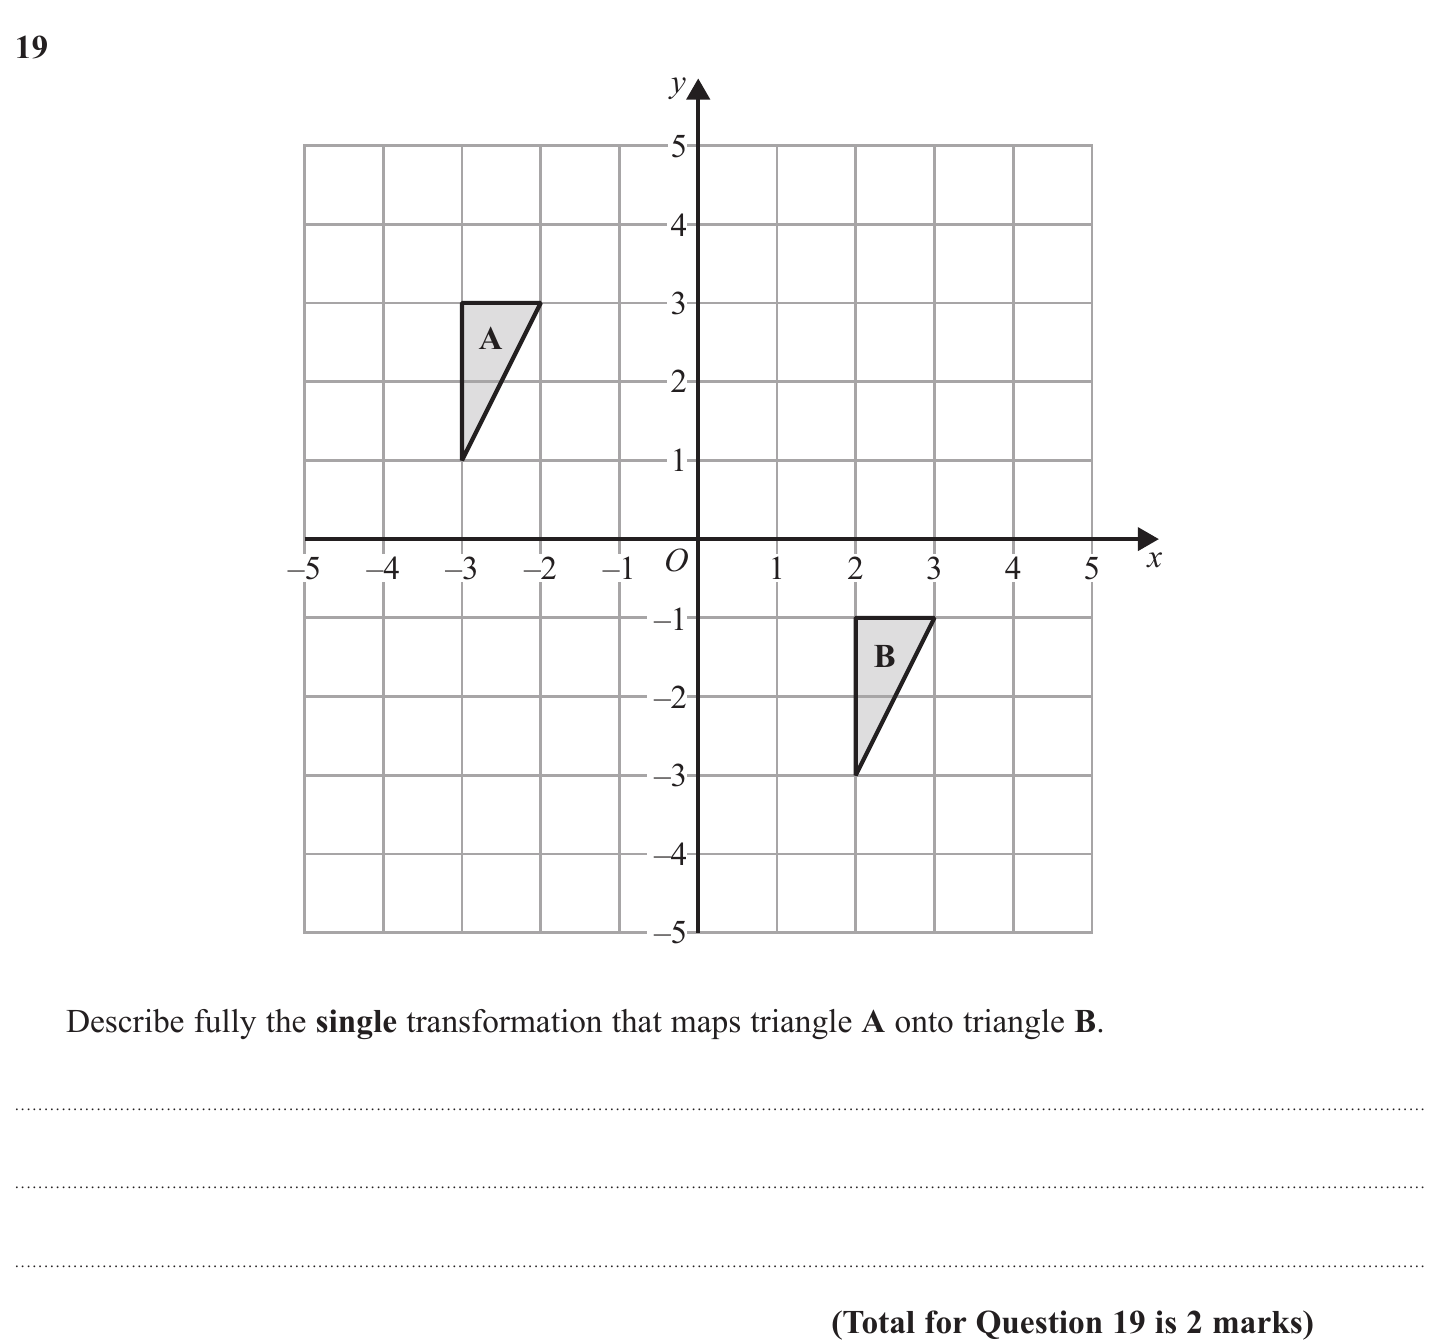 19
y
5
4
3
A
2
1
–5 –4 –3 –2 –1 O 1 2 3 4 5 x
–1
B
–2
–3
–4
–5
Describe fully the single transformation that maps triangle A onto triangle B.
(Total for Question 19 is 2 marks)